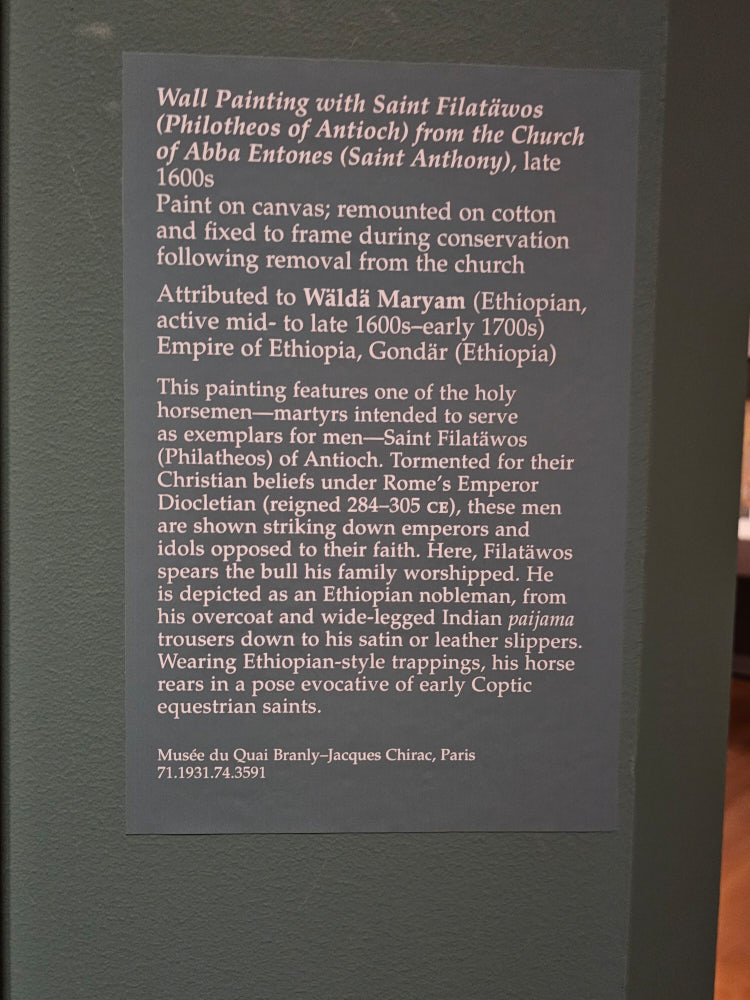 Wall Painting with Saint Filatäwos
(Philotheos of Antioch) from the Church
of Abba Entones (Saint Anthony), late
1600s
Paint on canvas; remounted on cotton
and fixed to frame during conservation
following removal from the church
Attributed to Wäldä Maryam (Ethiopian,
active mid- to late 1600s–early 1700s)
Empire of Ethiopia, Gondär (Ethiopia)
This painting features one of the holy
horsemen—martyrs intended to serve
as exemplars for men—Saint Filatäwos
(Philatheos) of Antioch. Tormented for their
Christian beliefs under Rome's Emperor
Diocletian (reigned 284–305 CE), these men
are shown striking down emperors and
idols opposed to their faith. Here, Filatäwos
spears the bull his family worshipped. He
is depicted as an Ethiopian nobleman, from
his overcoat and wide-legged Indian paijama
trousers down to his satin or leather slippers.
Wearing Ethiopian-style trappings, his horse
rears in a pose evocative of early Coptic
equestrian saints.
Musée du Quai Branly–Jacques Chirac, Paris
71.1931.74.3591